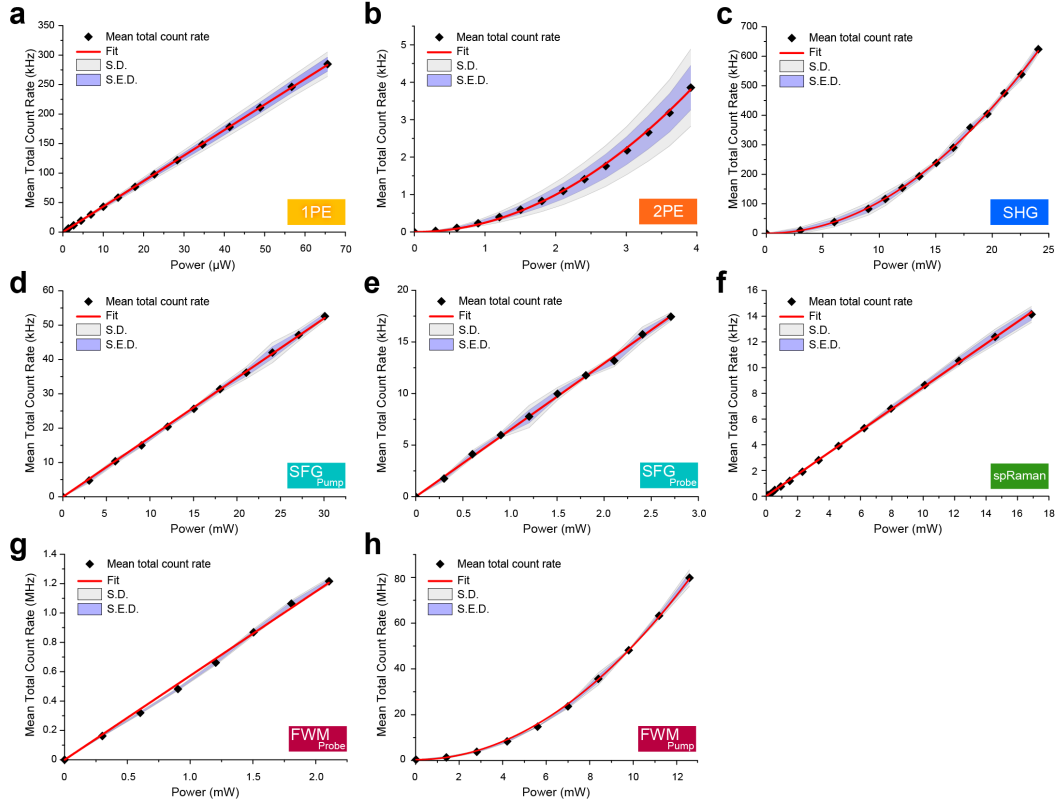 a
Mean Total Count Rate (kHz)
350
300
250
200
150
100
50
0
Mean total count rate
Fit
S.D.
S.E.D.
1PE
0 10 20 30 40 50 60 70
Power (µW)
b
Mean Total Count Rate (kHz)
5
4
3
2
1
0
Mean total count rate
Fit
S.D.
S.E.D.
2PE
0 1 2 3 4
Power (mW)
c
Mean Total Count Rate (kHz)
700
600
500
400
300
200
100
0
Mean total count rate
Fit
S.D.
S.E.D.
SHG
0 5 10 15 20 25
Power (mW)
d
Mean Total Count Rate (kHz)
60
50
40
30
20
10
0
Mean total count rate
Fit
S.D.
S.E.D.
SFG
Pump
0 5 10 15 20 25 30
Power (mW)
e
Mean Total Count Rate (kHz)
20
15
10
5
0
Mean total count rate
Fit
S.D.
S.E.D.
SFG
Probe
0.0 0.5 1.0 1.5 2.0 2.5 3.0
Power (mW)
f
Mean Total Count Rate (kHz)
16
14
12
10
8
6
4
2
0
Mean total count rate
Fit
S.D.
S.E.D.
spRaman
0 2 4 6 8 10 12 14 16 18
Power (mW)
g
Mean Total Count Rate (MHz)
1.4
1.2
1.0
0.8
0.6
0.4
0.2
0
Mean total count rate
Fit
S.D.
S.E.D.
FWM
Probe
0.0 0.5 1.0 1.5 2.0
Power (mW)
h
Mean Total Count Rate (MHz)
80
60
40
20
0
Mean total count rate
Fit
S.D.
S.E.D.
FWM
Pump
0 2 4 6 8 10 12
Power (mW)